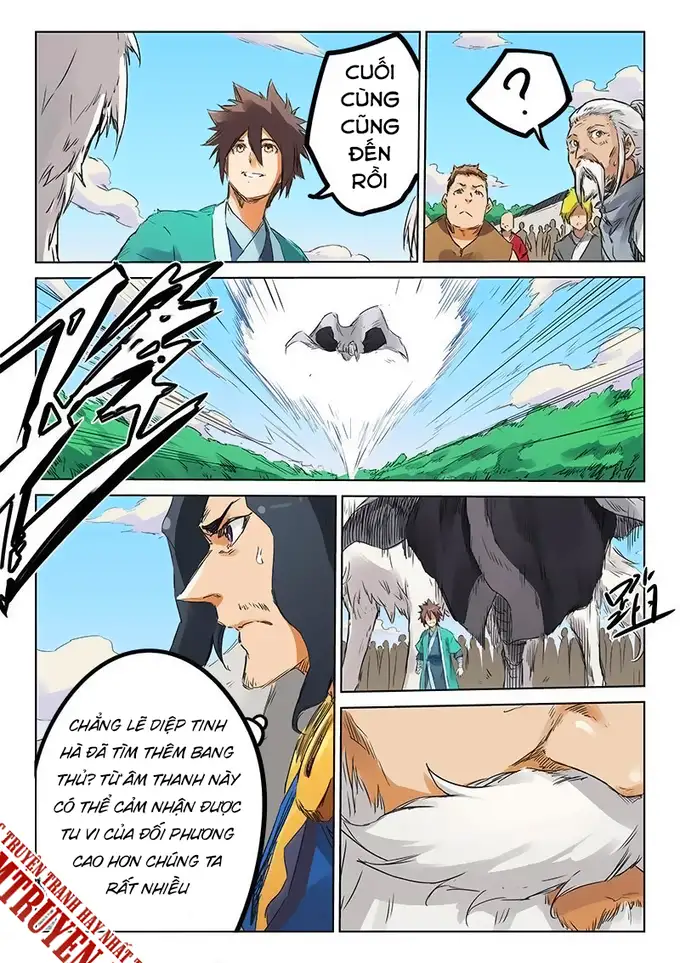 CUỐI
CÙNG
CŨNG
ĐẾN
RỒI
?
CHẲNG LẼ DIỆP TINH
HÀ ĐÃ TÌM THÊM BANG
THỦ? TỪ ÂM THANH NÀY
CÓ THỂ CẢM NHẬN ĐƯỢC
TU VI CỦA ĐỐI PHƯƠNG
CAO HƠN CHÚNG TA
RẤT NHIỀU
TRUYỆN TRANH HAY NHẤT
MTRUYEN